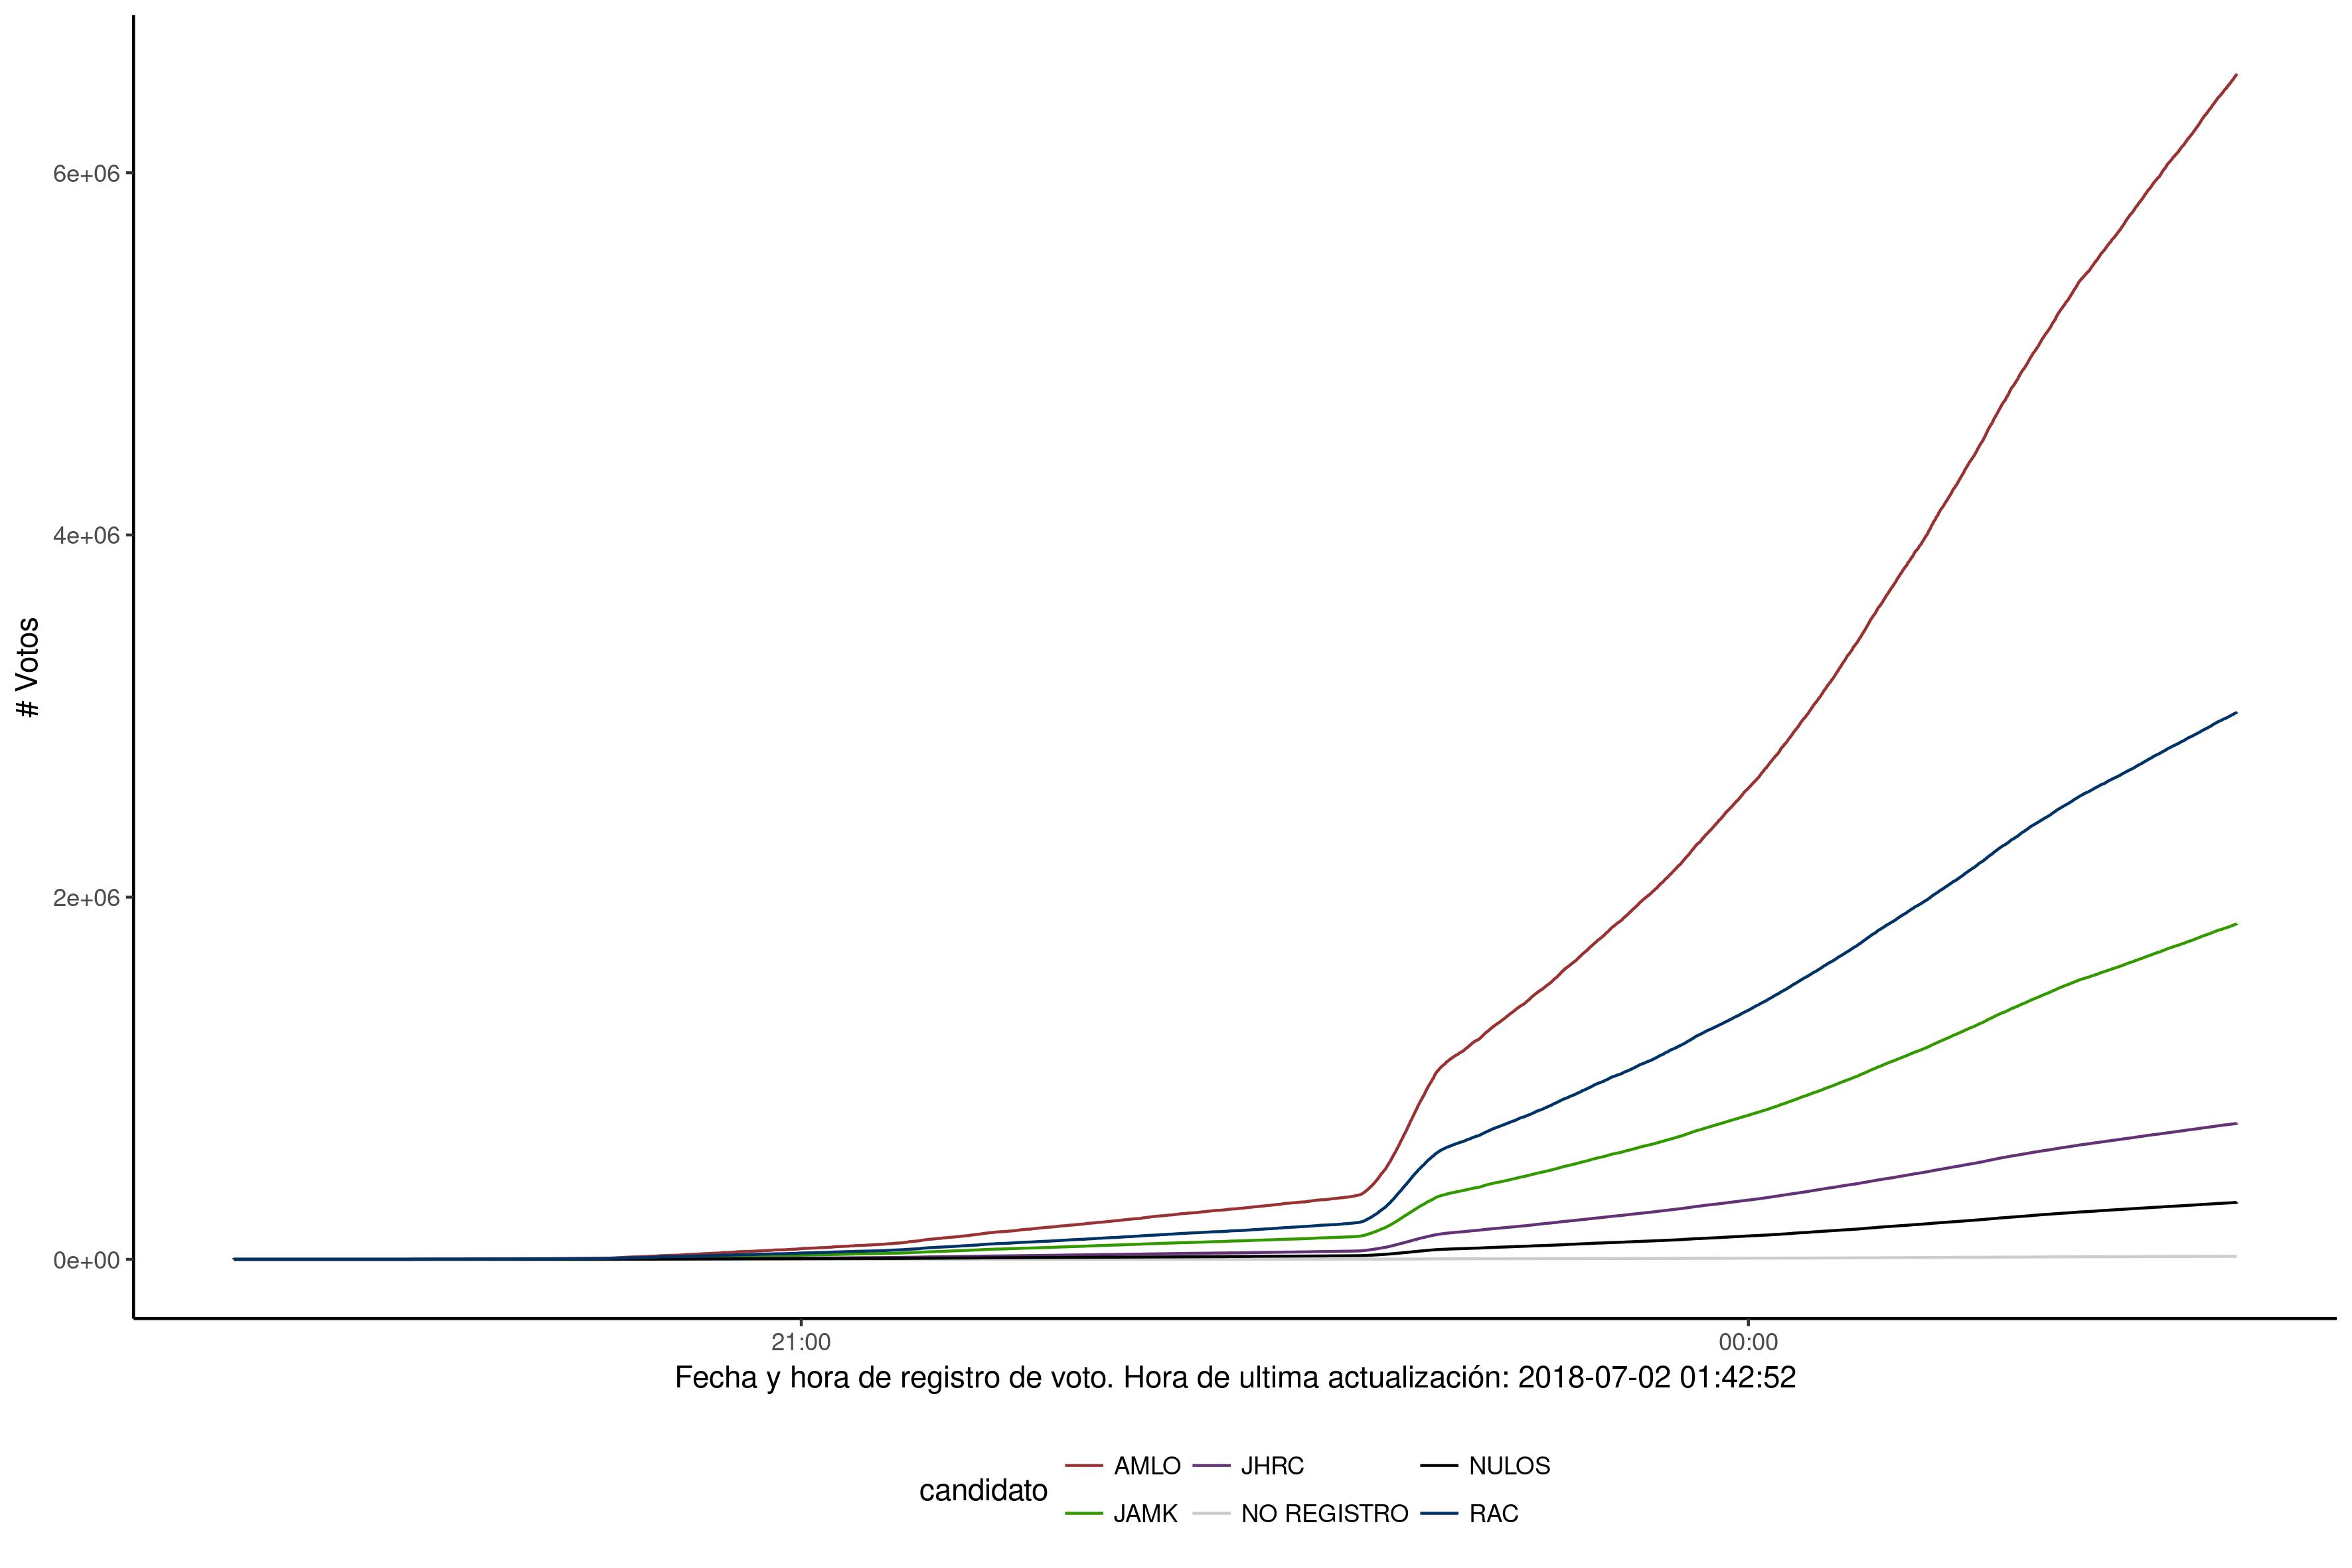 6e+06
4e+06
# Votos
2e+06
0e+00
21:00 00:00
Fecha y hora de registro de voto. Hora de ultima actualización: 2018-07-02 01:42:52
candidato
AMLO JHRC NULOS
JAMK NO REGISTRO RAC